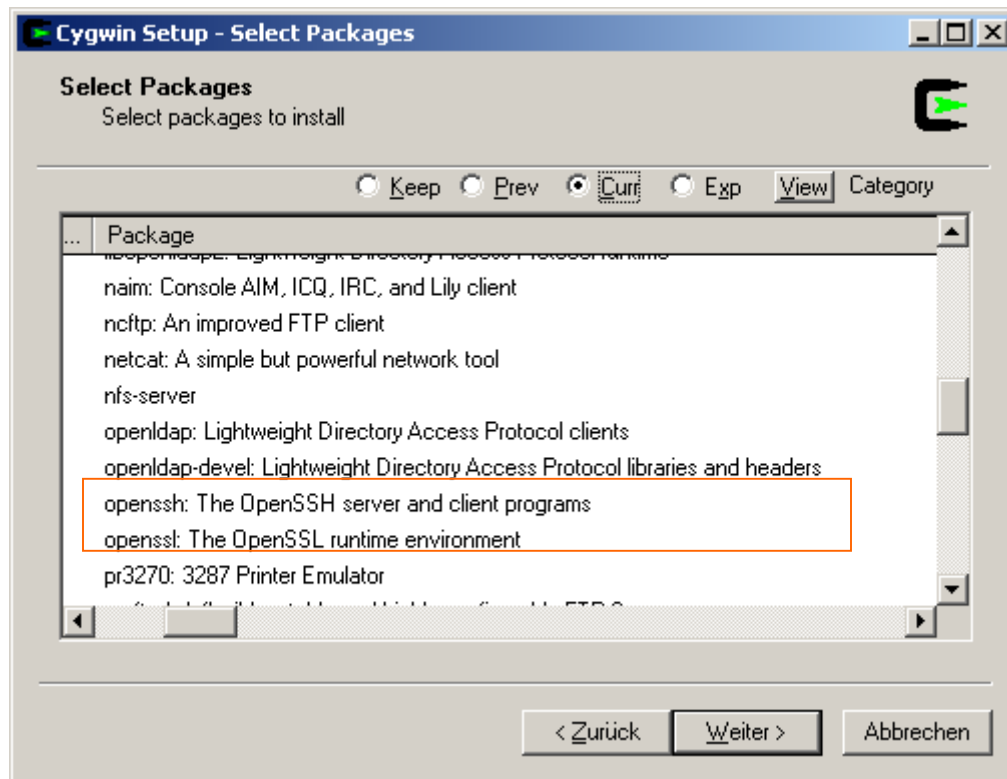 Cygwin Setup - Select Packages
Select Packages
Select packages to install
Keep Prev Curr Exp View Category
... Package
naim: Console AIM, ICQ, IRC, and Lily client
ncftp: An improved FTP client
netcat: A simple but powerful network tool
nfs-server
openldap: Lightweight Directory Access Protocol clients
openldap-devel: Lightweight Directory Access Protocol libraries and headers
openssh: The OpenSSH server and client programs
openssl: The OpenSSL runtime environment
pr3270: 3287 Printer Emulator
< Zurück Weiter > Abbrechen